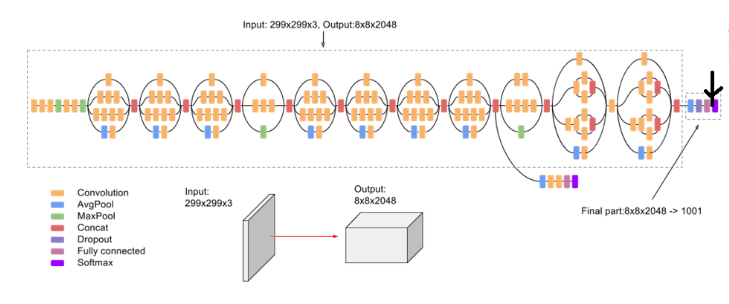 Input: 299x299x3, Output:8x8x2048
Convolution
AvgPool
MaxPool
Concat
Dropout
Fully connected
Softmax
Input:
299x299x3
Output:
8x8x2048
Final part:8x8x2048 -> 1001